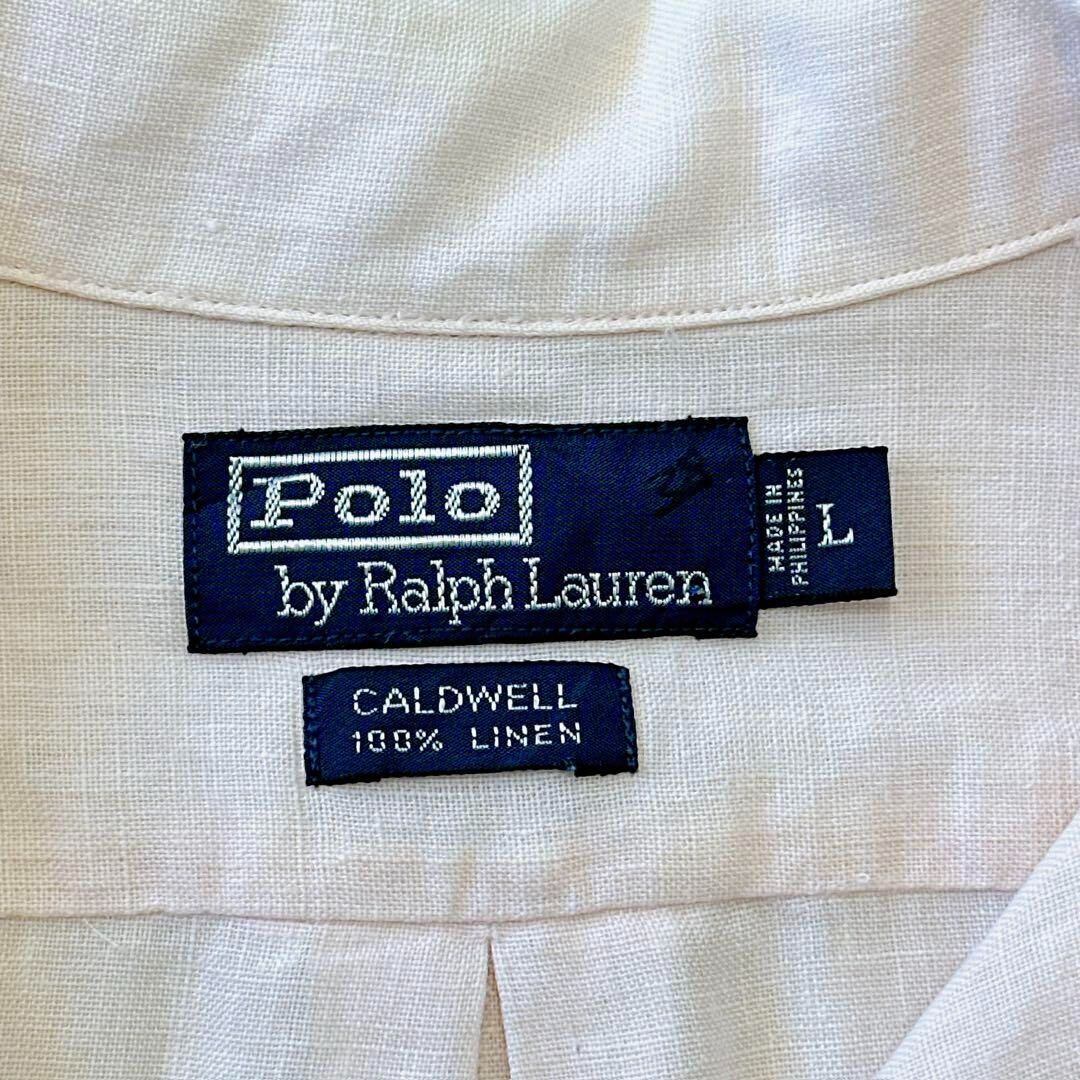 Polo
by Ralph Lauren
MADE IN
PHILIPPINES
L
CALDWELL
100% LINEN